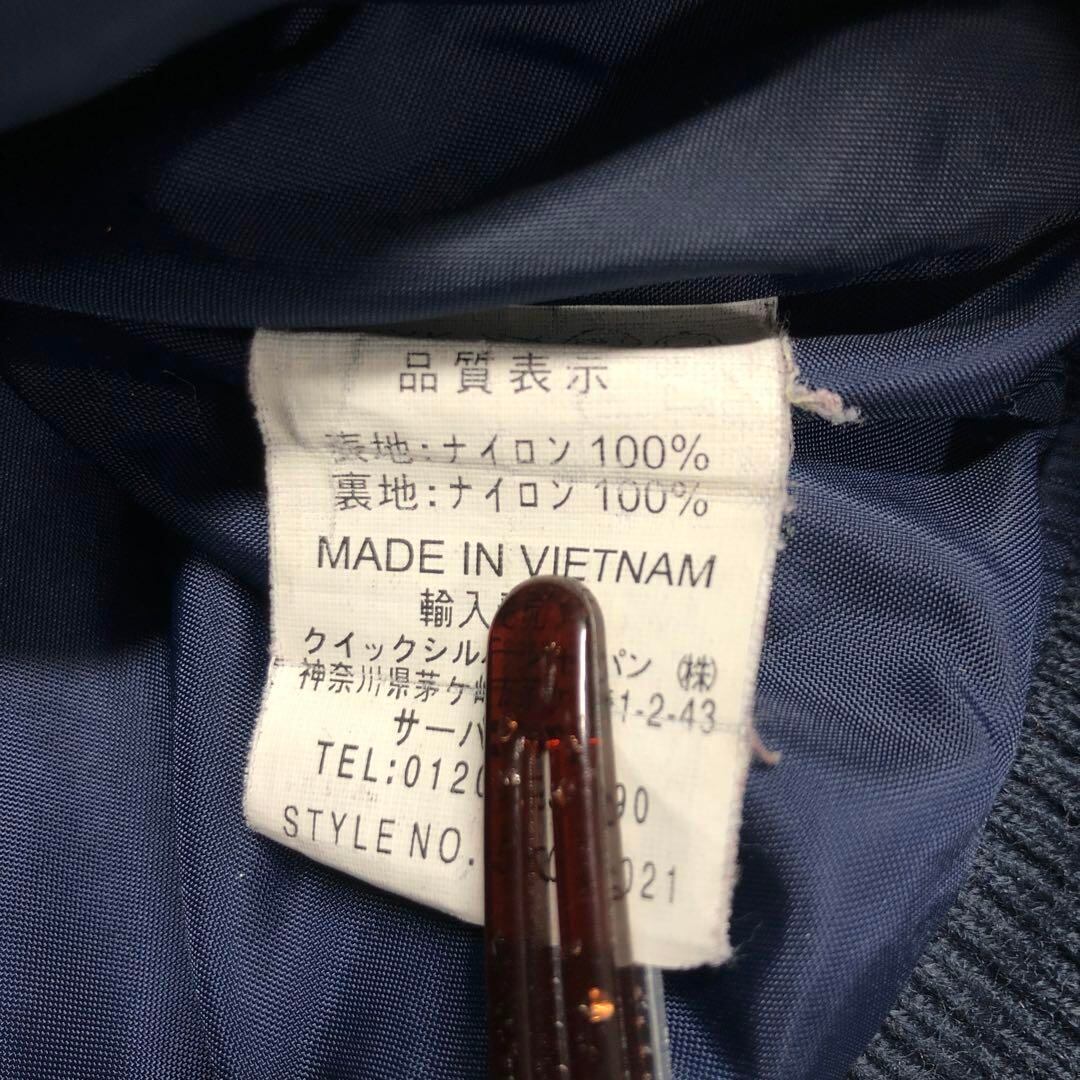 品質表示
表地:ナイロン 100%
裏地:ナイロン 100%
MADE IN VIETNAM
輸入
クイックシル パン (株)
神奈川県茅ケ崎 1-2-43
サーバ
TEL:0120 90
STYLE NO. 021